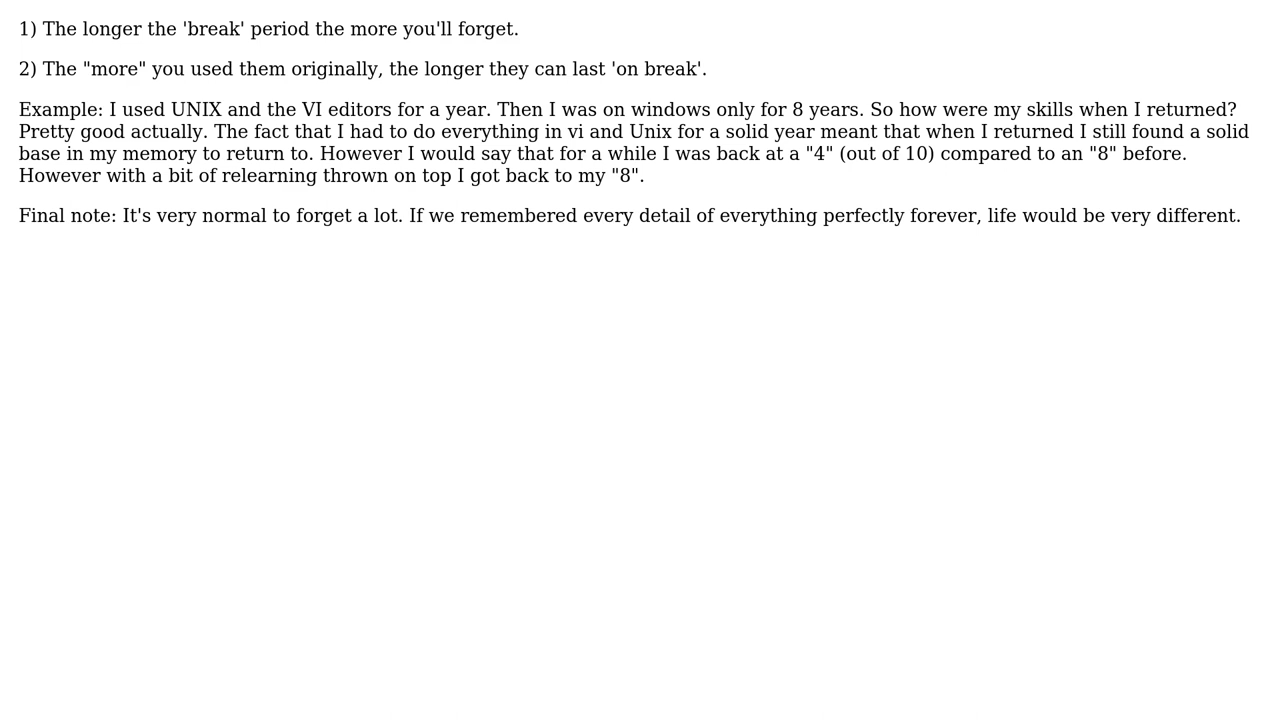 1) The longer the 'break' period the more you'll forget.
2) The "more" you used them originally, the longer they can last 'on break'.
Example: I used UNIX and the VI editors for a year. Then I was on windows only for 8 years. So how were my skills when I returned?
Pretty good actually. The fact that I had to do everything in vi and Unix for a solid year meant that when I returned I still found a solid
base in my memory to return to. However I would say that for a while I was back at a "4" (out of 10) compared to an "8" before.
However with a bit of relearning thrown on top I got back to my "8".
Final note: It's very normal to forget a lot. If we remembered every detail of everything perfectly forever, life would be very different.